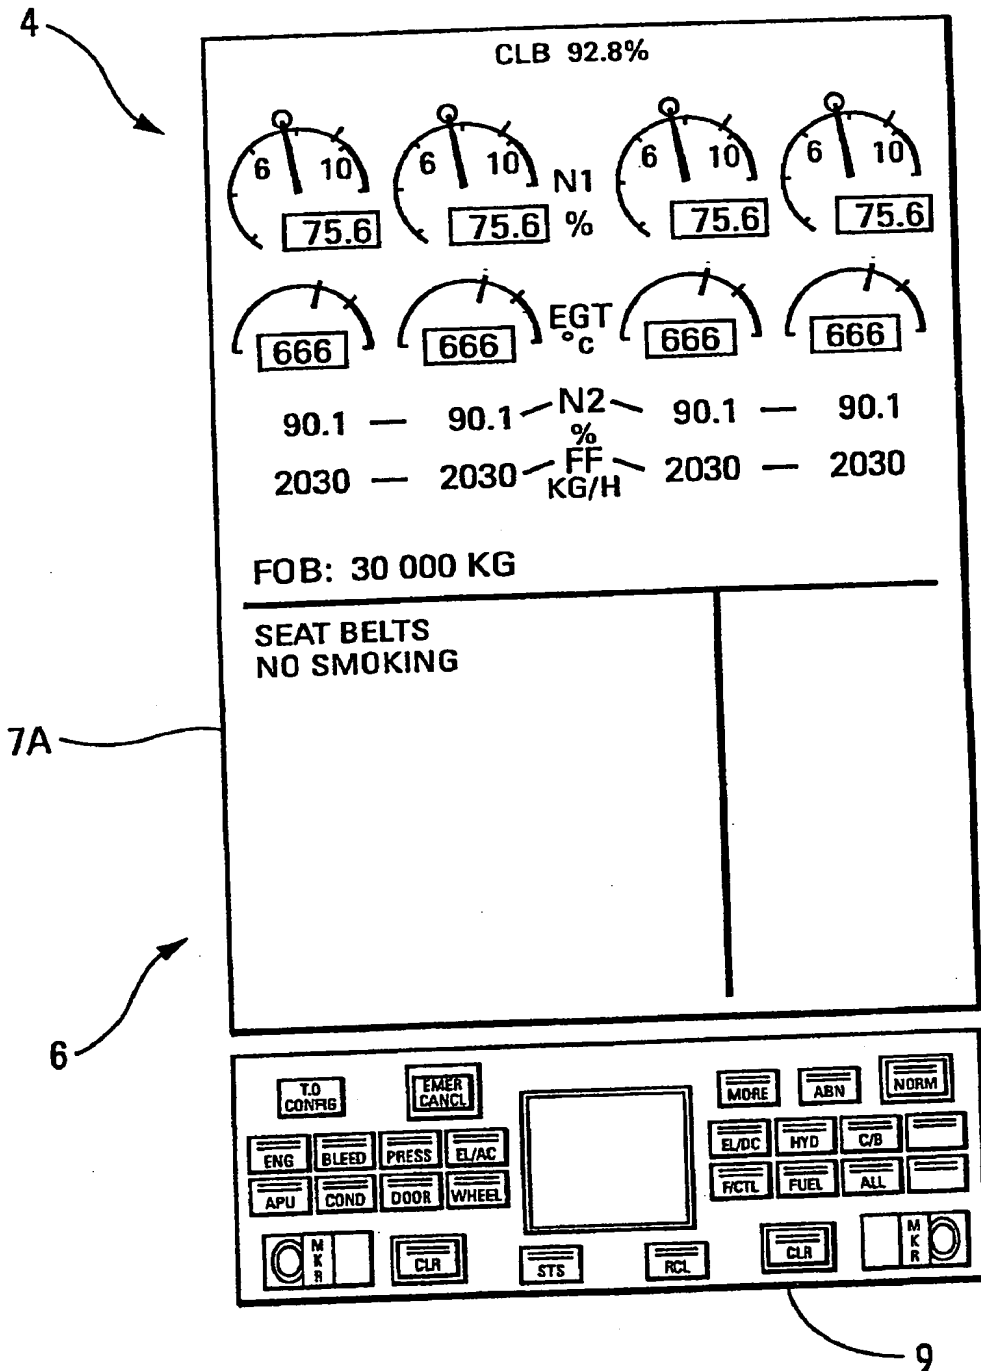 4
CLB 92.8%
6 10 6 10 N1 6 10 6 10
75.6 75.6 % 75.6 75.6
EGT
666 666 °C 666 666
90.1 — 90.1 N2 90.1 — 90.1
%
2030 — 2030 FF 2030 — 2030
KG/H
FOB: 30 000 KG
SEAT BELTS
NO SMOKING
7A
6
T.O CONFIG EMER CANCL MORE ABN NORM
ENG BLEED PRESS EL/AC EL/DC HYD C/B
APU COND DOOR WHEEL F/CTL FUEL ALL
MKR CLR STS RCL CLR MKR
9